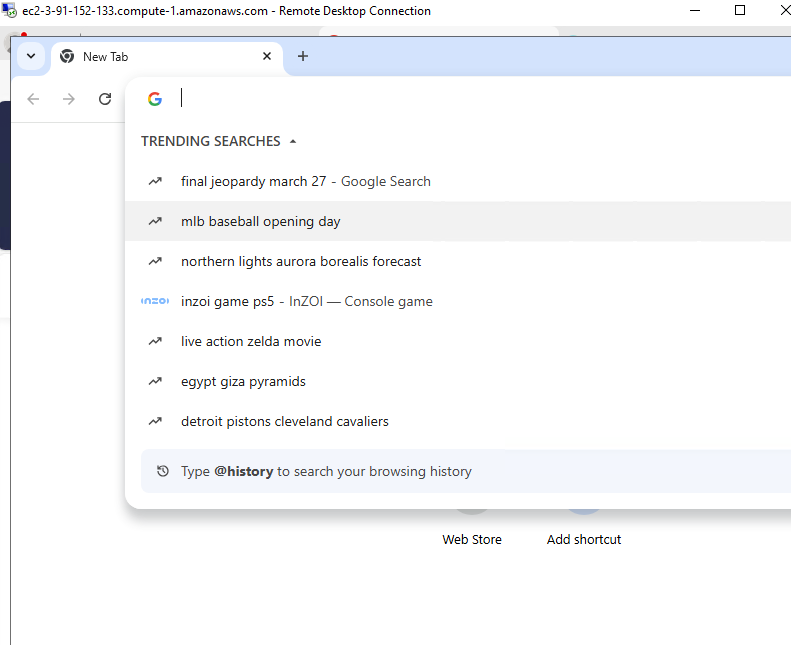 ec2-3-91-152-133.compute-1.amazonaws.com - Remote Desktop Connection
New Tab
TRENDING SEARCHES
final jeopardy march 27 - Google Search
mlb baseball opening day
northern lights aurora borealis forecast
inZOI inzoi game ps5 - InZOI — Console game
live action zelda movie
egypt giza pyramids
detroit pistons cleveland cavaliers
Type @history to search your browsing history
Web Store Add shortcut